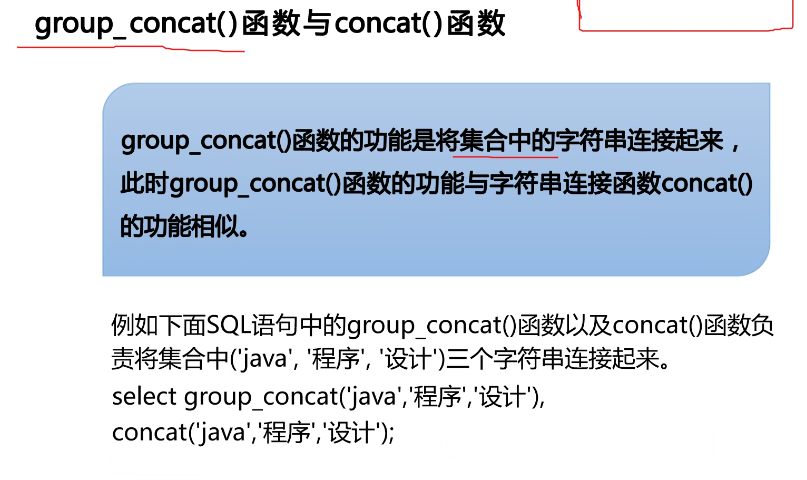 group_concat()函数与concat()函数
group_concat()函数的功能是将集合中的字符串连接起来，
此时group_concat()函数的功能与字符串连接函数concat()
的功能相似。
例如下面SQL语句中的group_concat()函数以及concat()函数负
责将集合中('java', '程序', '设计')三个字符串连接起来。
select group_concat('java','程序','设计'),
concat('java','程序','设计');